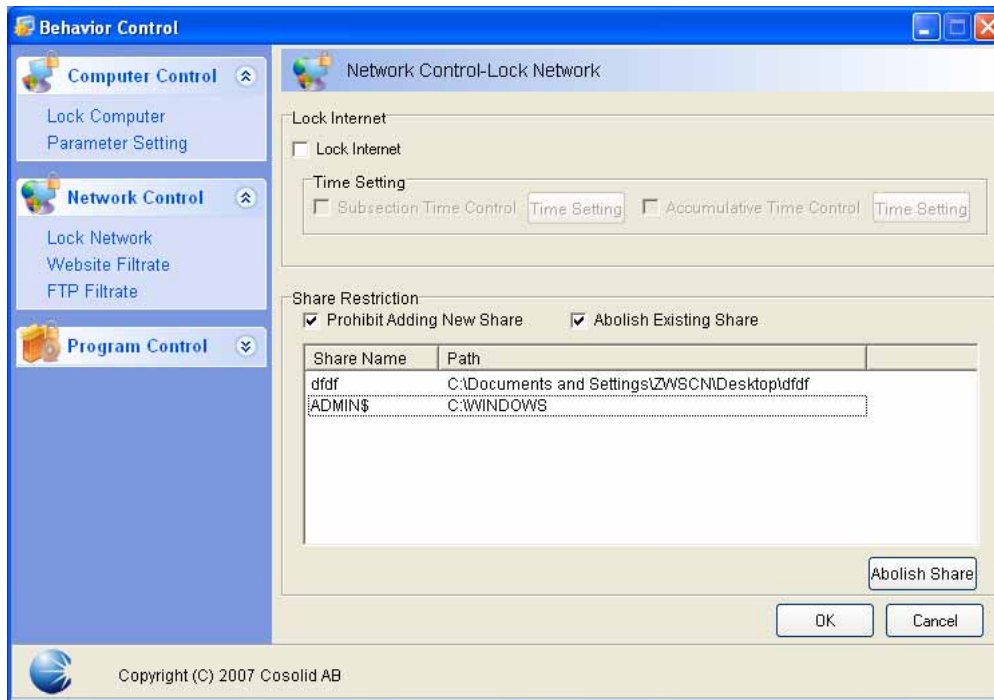 Behavior Control
Computer Control
Lock Computer
Parameter Setting
Network Control
Lock Network
Website Filtrate
FTP Filtrate
Program Control
Network Control-Lock Network
Lock Internet
Lock Internet
Time Setting
Subsection Time Control Time Setting Accumulative Time Control Time Setting
Share Restriction
Prohibit Adding New Share Abolish Existing Share
Share Name Path
dfdf C:\Documents and Settings\ZWSCN\Desktop\dfdf
ADMIN$ C:\WINDOWS
Abolish Share
OK Cancel
Copyright (C) 2007 Cosolid AB